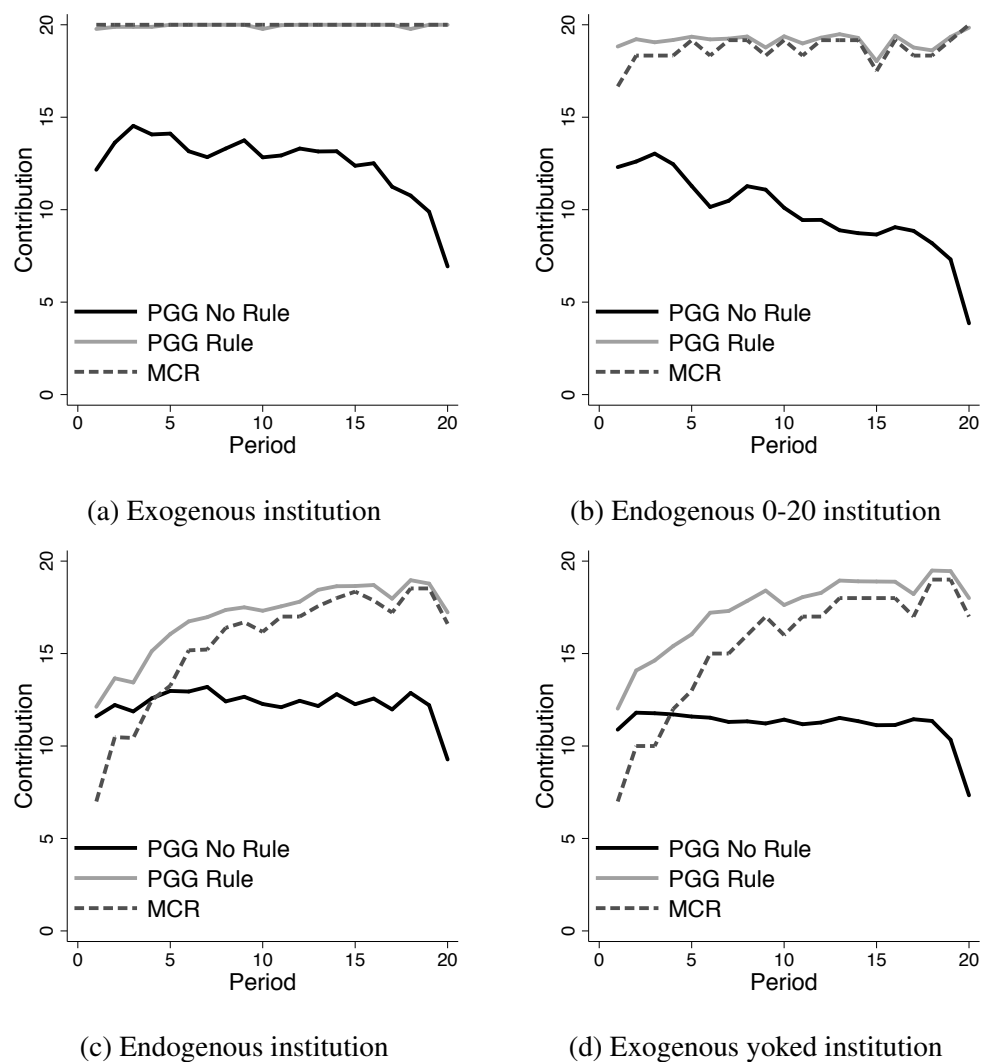 Contribution
0 5 10 15 20
PGG No Rule
PGG Rule
MCR
0 5 10 15 20
Period
(a) Exogenous institution
Contribution
0 5 10 15 20
PGG No Rule
PGG Rule
MCR
0 5 10 15 20
Period
(b) Endogenous 0-20 institution
Contribution
0 5 10 15 20
PGG No Rule
PGG Rule
MCR
0 5 10 15 20
Period
(c) Endogenous institution
Contribution
0 5 10 15 20
PGG No Rule
PGG Rule
MCR
0 5 10 15 20
Period
(d) Exogenous yoked institution